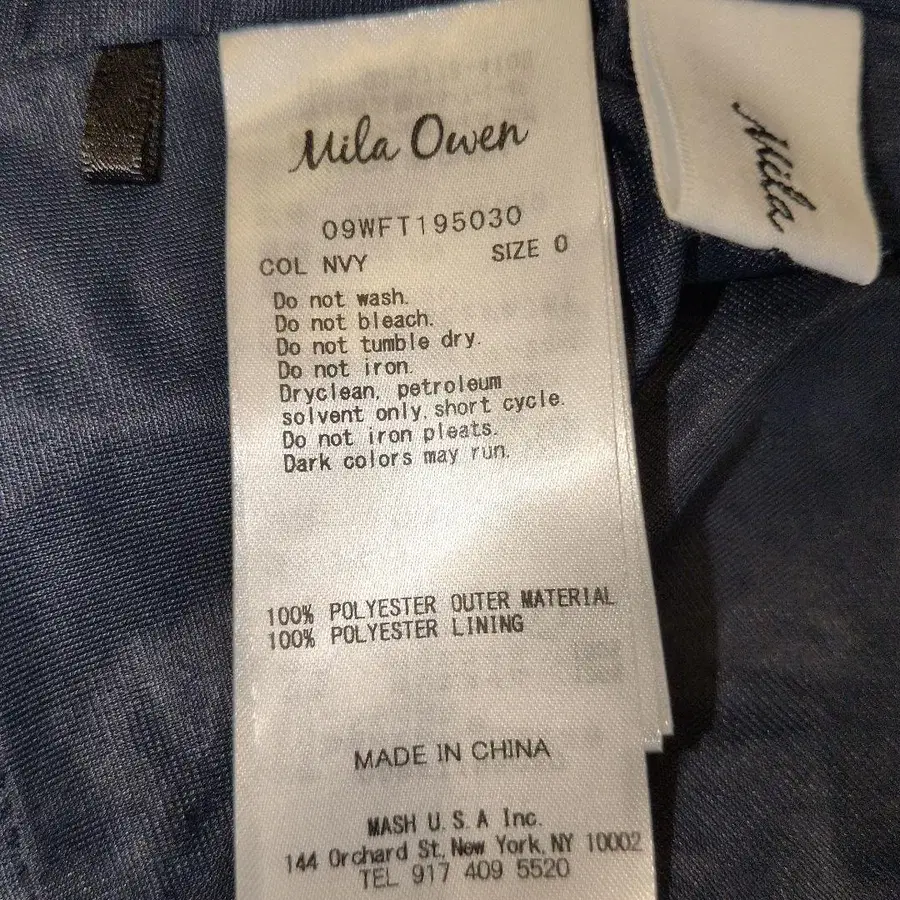 Mila Owen
09WFT195030
COL NVY SIZE 0
Do not wash.
Do not bleach.
Do not tumble dry.
Do not iron.
Dryclean, petroleum
solvent only, short cycle.
Do not iron pleats.
Dark colors may run.
100% POLYESTER OUTER MATERIAL
100% POLYESTER LINING
MADE IN CHINA
MASH U.S.A Inc.
144 Orchard St, New York, NY 10002
TEL 917 409 5520
Mila